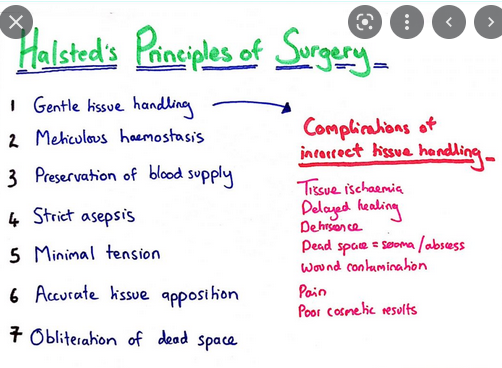 Halsted's Principles of Surgery
1 Gentle tissue handling
2 Meticulous haemostasis
3 Preservation of blood supply
4 Strict asepsis
5 Minimal tension
6 Accurate tissue apposition
7 Obliteration of dead space
Complications of
incorrect tissue handling
Tissue ischaemia
Delayed healing
Dehisence
Dead space = seroma / abscess
Wound contamination
Pain
Poor cosmetic results